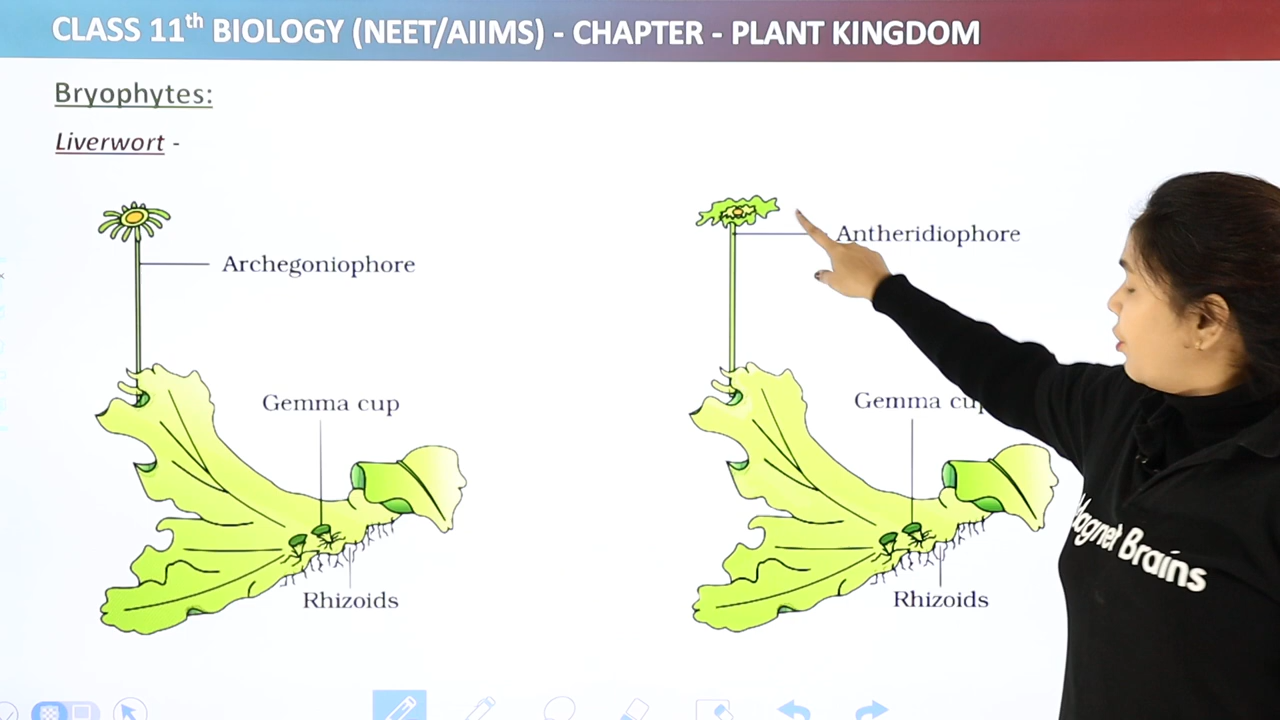 CLASS 11th BIOLOGY (NEET/AIIMS) - CHAPTER - PLANT KINGDOM
Bryophytes:
Liverwort -
Archegoniophore
Gemma cup
Rhizoids
Antheridiophore
Gemma cup
Rhizoids
Magnet Brains